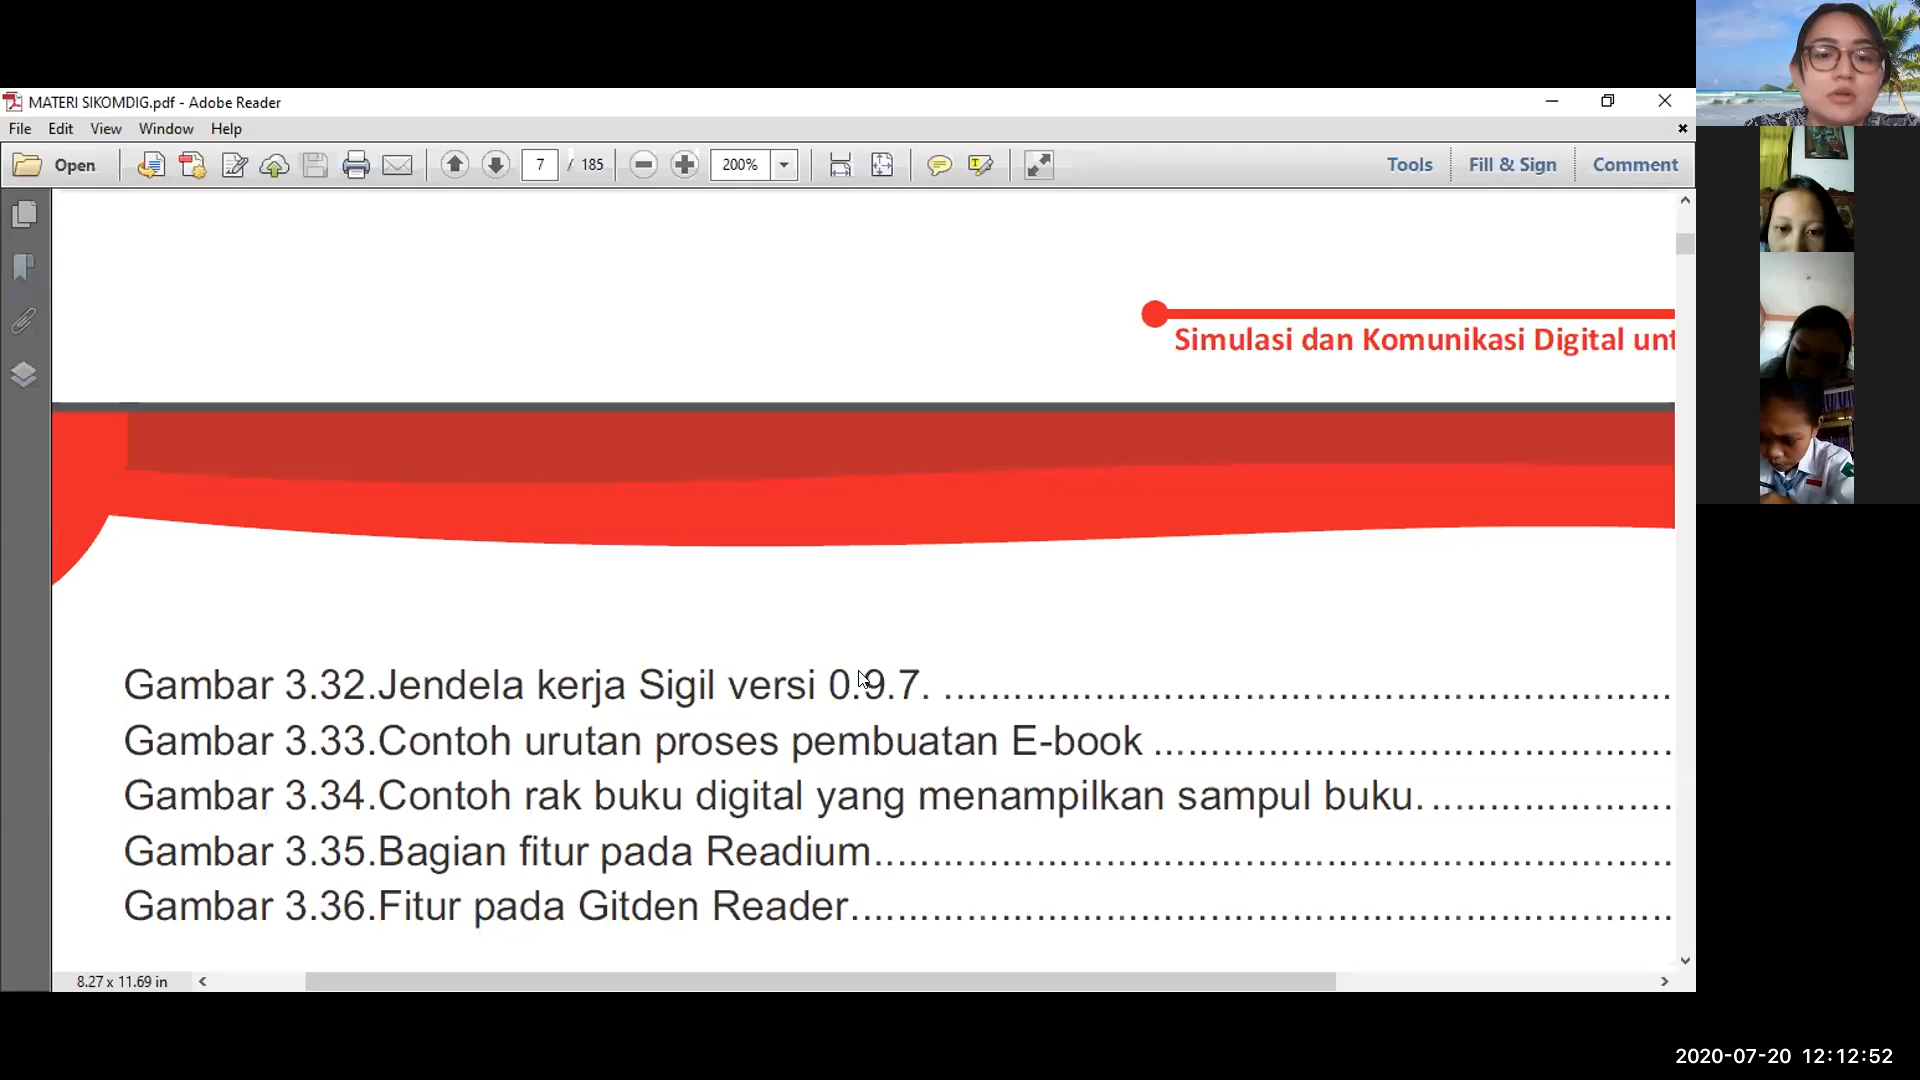 MATERI SIKOMDIG.pdf - Adobe Reader
File Edit View Window Help
Open 7 / 185 200% Tools Fill & Sign Comment
Simulasi dan Komunikasi Digital unt
Gambar 3.32.Jendela kerja Sigil versi 0.9.7. ................................................................
Gambar 3.33.Contoh urutan proses pembuatan E-book .............................................
Gambar 3.34.Contoh rak buku digital yang menampilkan sampul buku. .....................
Gambar 3.35.Bagian fitur pada Readium......................................................................
Gambar 3.36.Fitur pada Gitden Reader........................................................................
8.27 x 11.69 in
2020-07-20 12:12:52